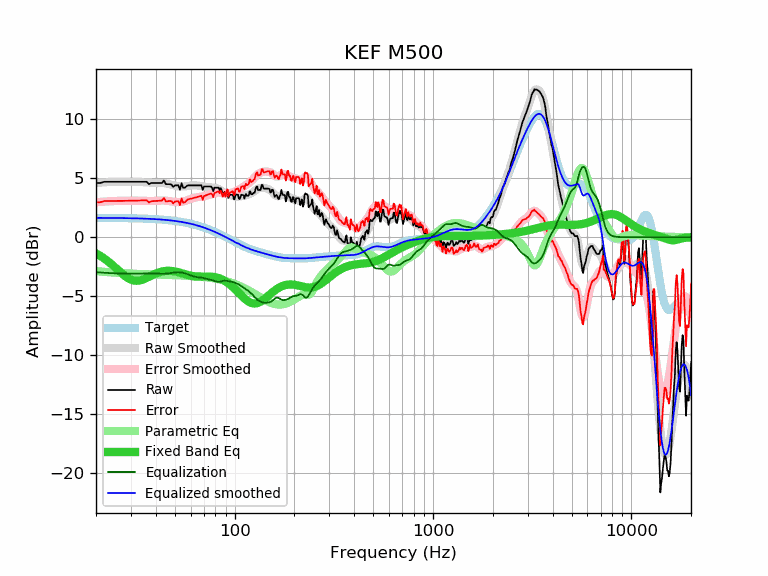 KEF M500
Amplitude (dBr)
10
5
0
−5
−10
−15
−20
Target
Raw Smoothed
Error Smoothed
Raw
Error
Parametric Eq
Fixed Band Eq
Equalization
Equalized smoothed
100
1000
10000
Frequency (Hz)